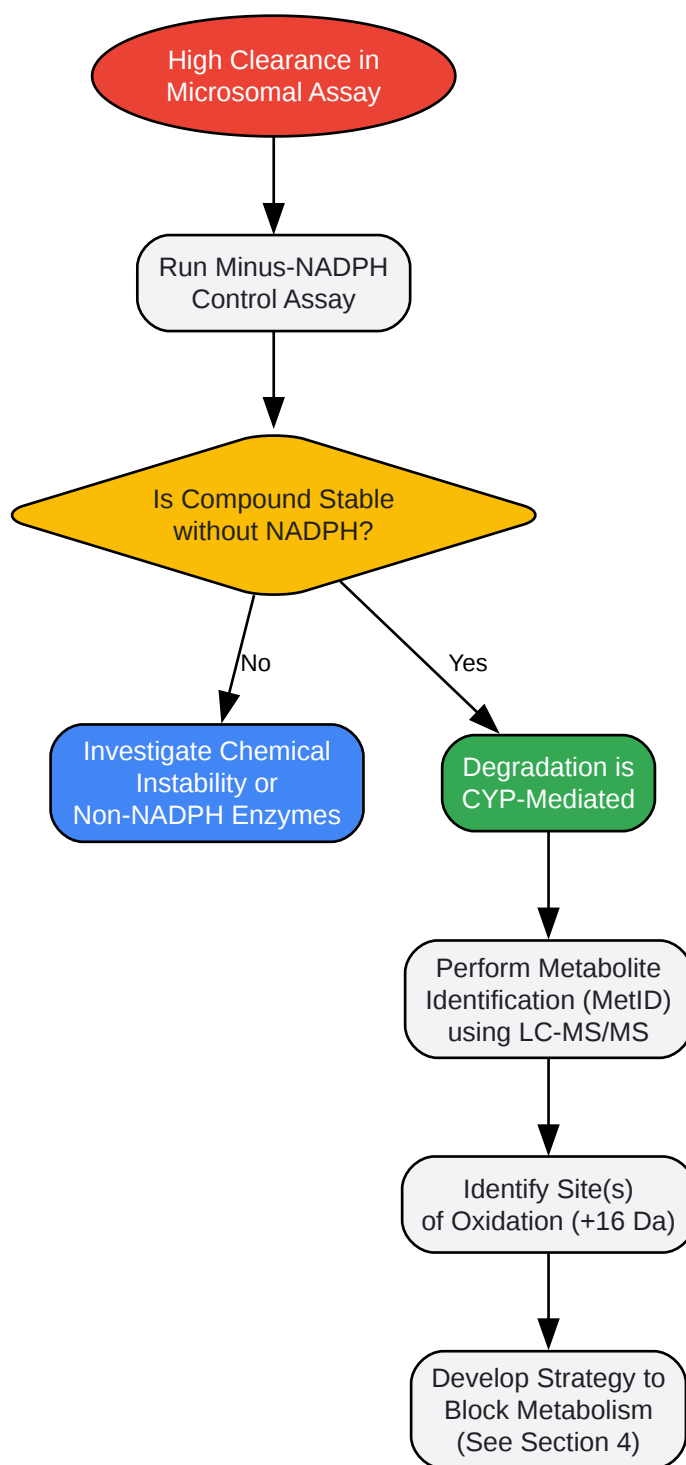 High Clearance in
Microsomal Assay
Run Minus-NADPH
Control Assay
Is Compound Stable
without NADPH?
No
Yes
Investigate Chemical
Instability or
Non-NADPH Enzymes
Degradation is
CYP-Mediated
Perform Metabolite
Identification (MetID)
using LC-MS/MS
Identify Site(s)
of Oxidation (+16 Da)
Develop Strategy to
Block Metabolism
(See Section 4)